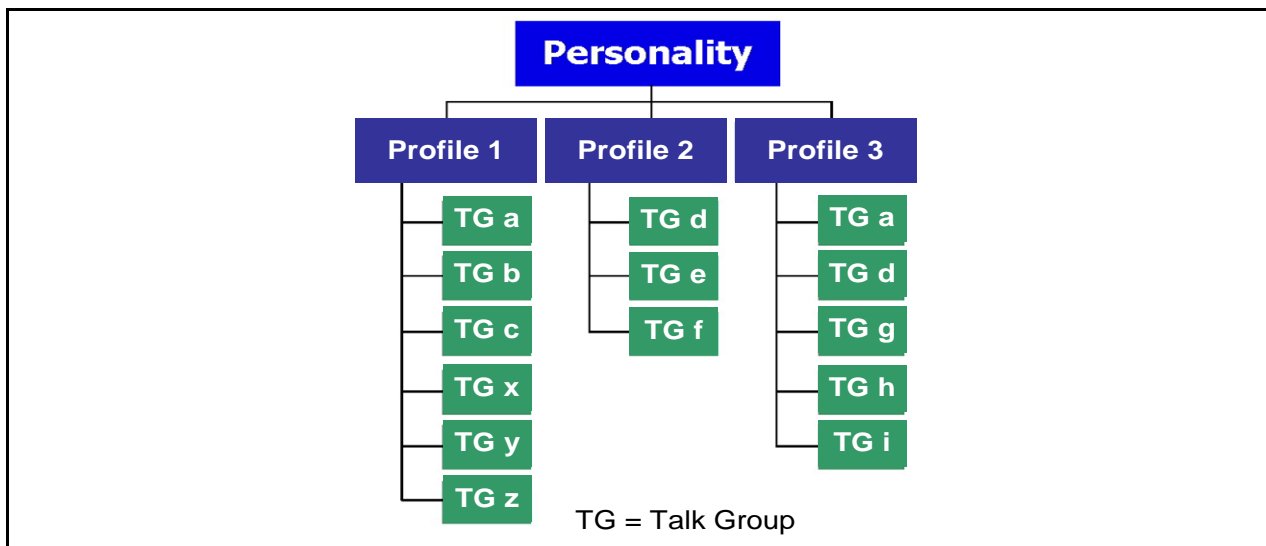 Personality
Profile 1
Profile 2
Profile 3
TG a
TG b
TG c
TG x
TG y
TG z
TG d
TG e
TG f
TG a
TG d
TG g
TG h
TG i
TG = Talk Group